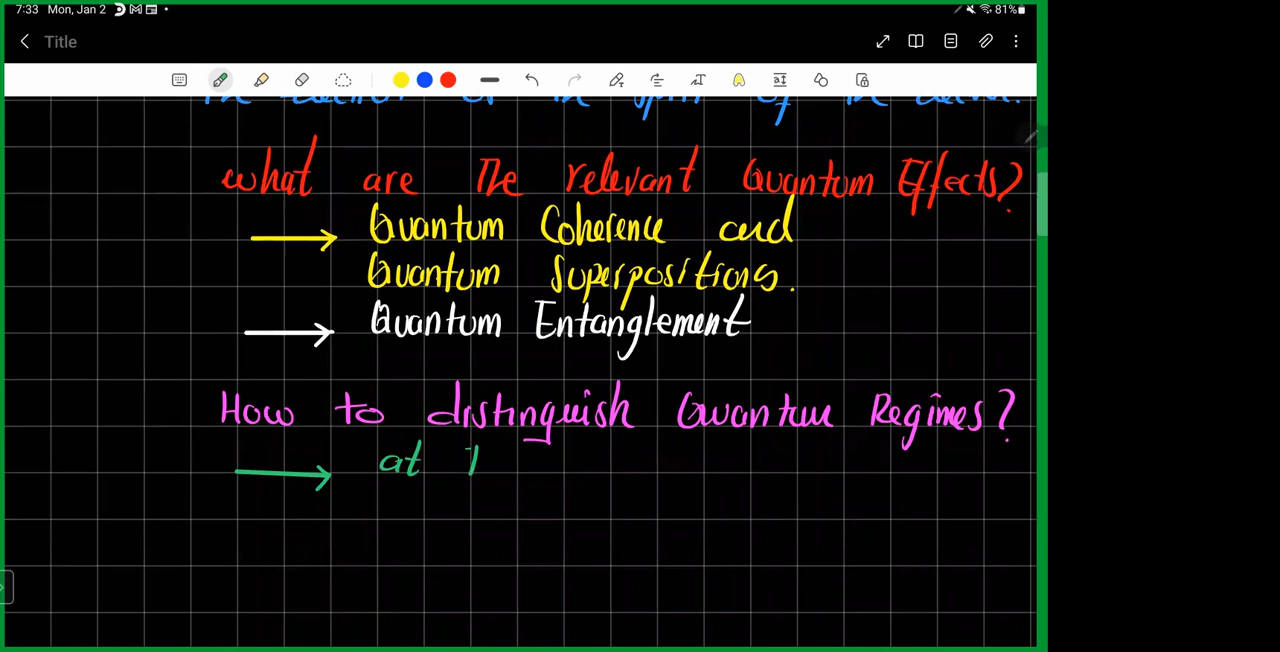 7:33 Mon, Jan 2 81%
Title
What are The relevant Quantum Effects?
Quantum Coherence and
Quantum Superpositions.
Quantum Entanglement
How to distinguish Quantum Regimes?
at